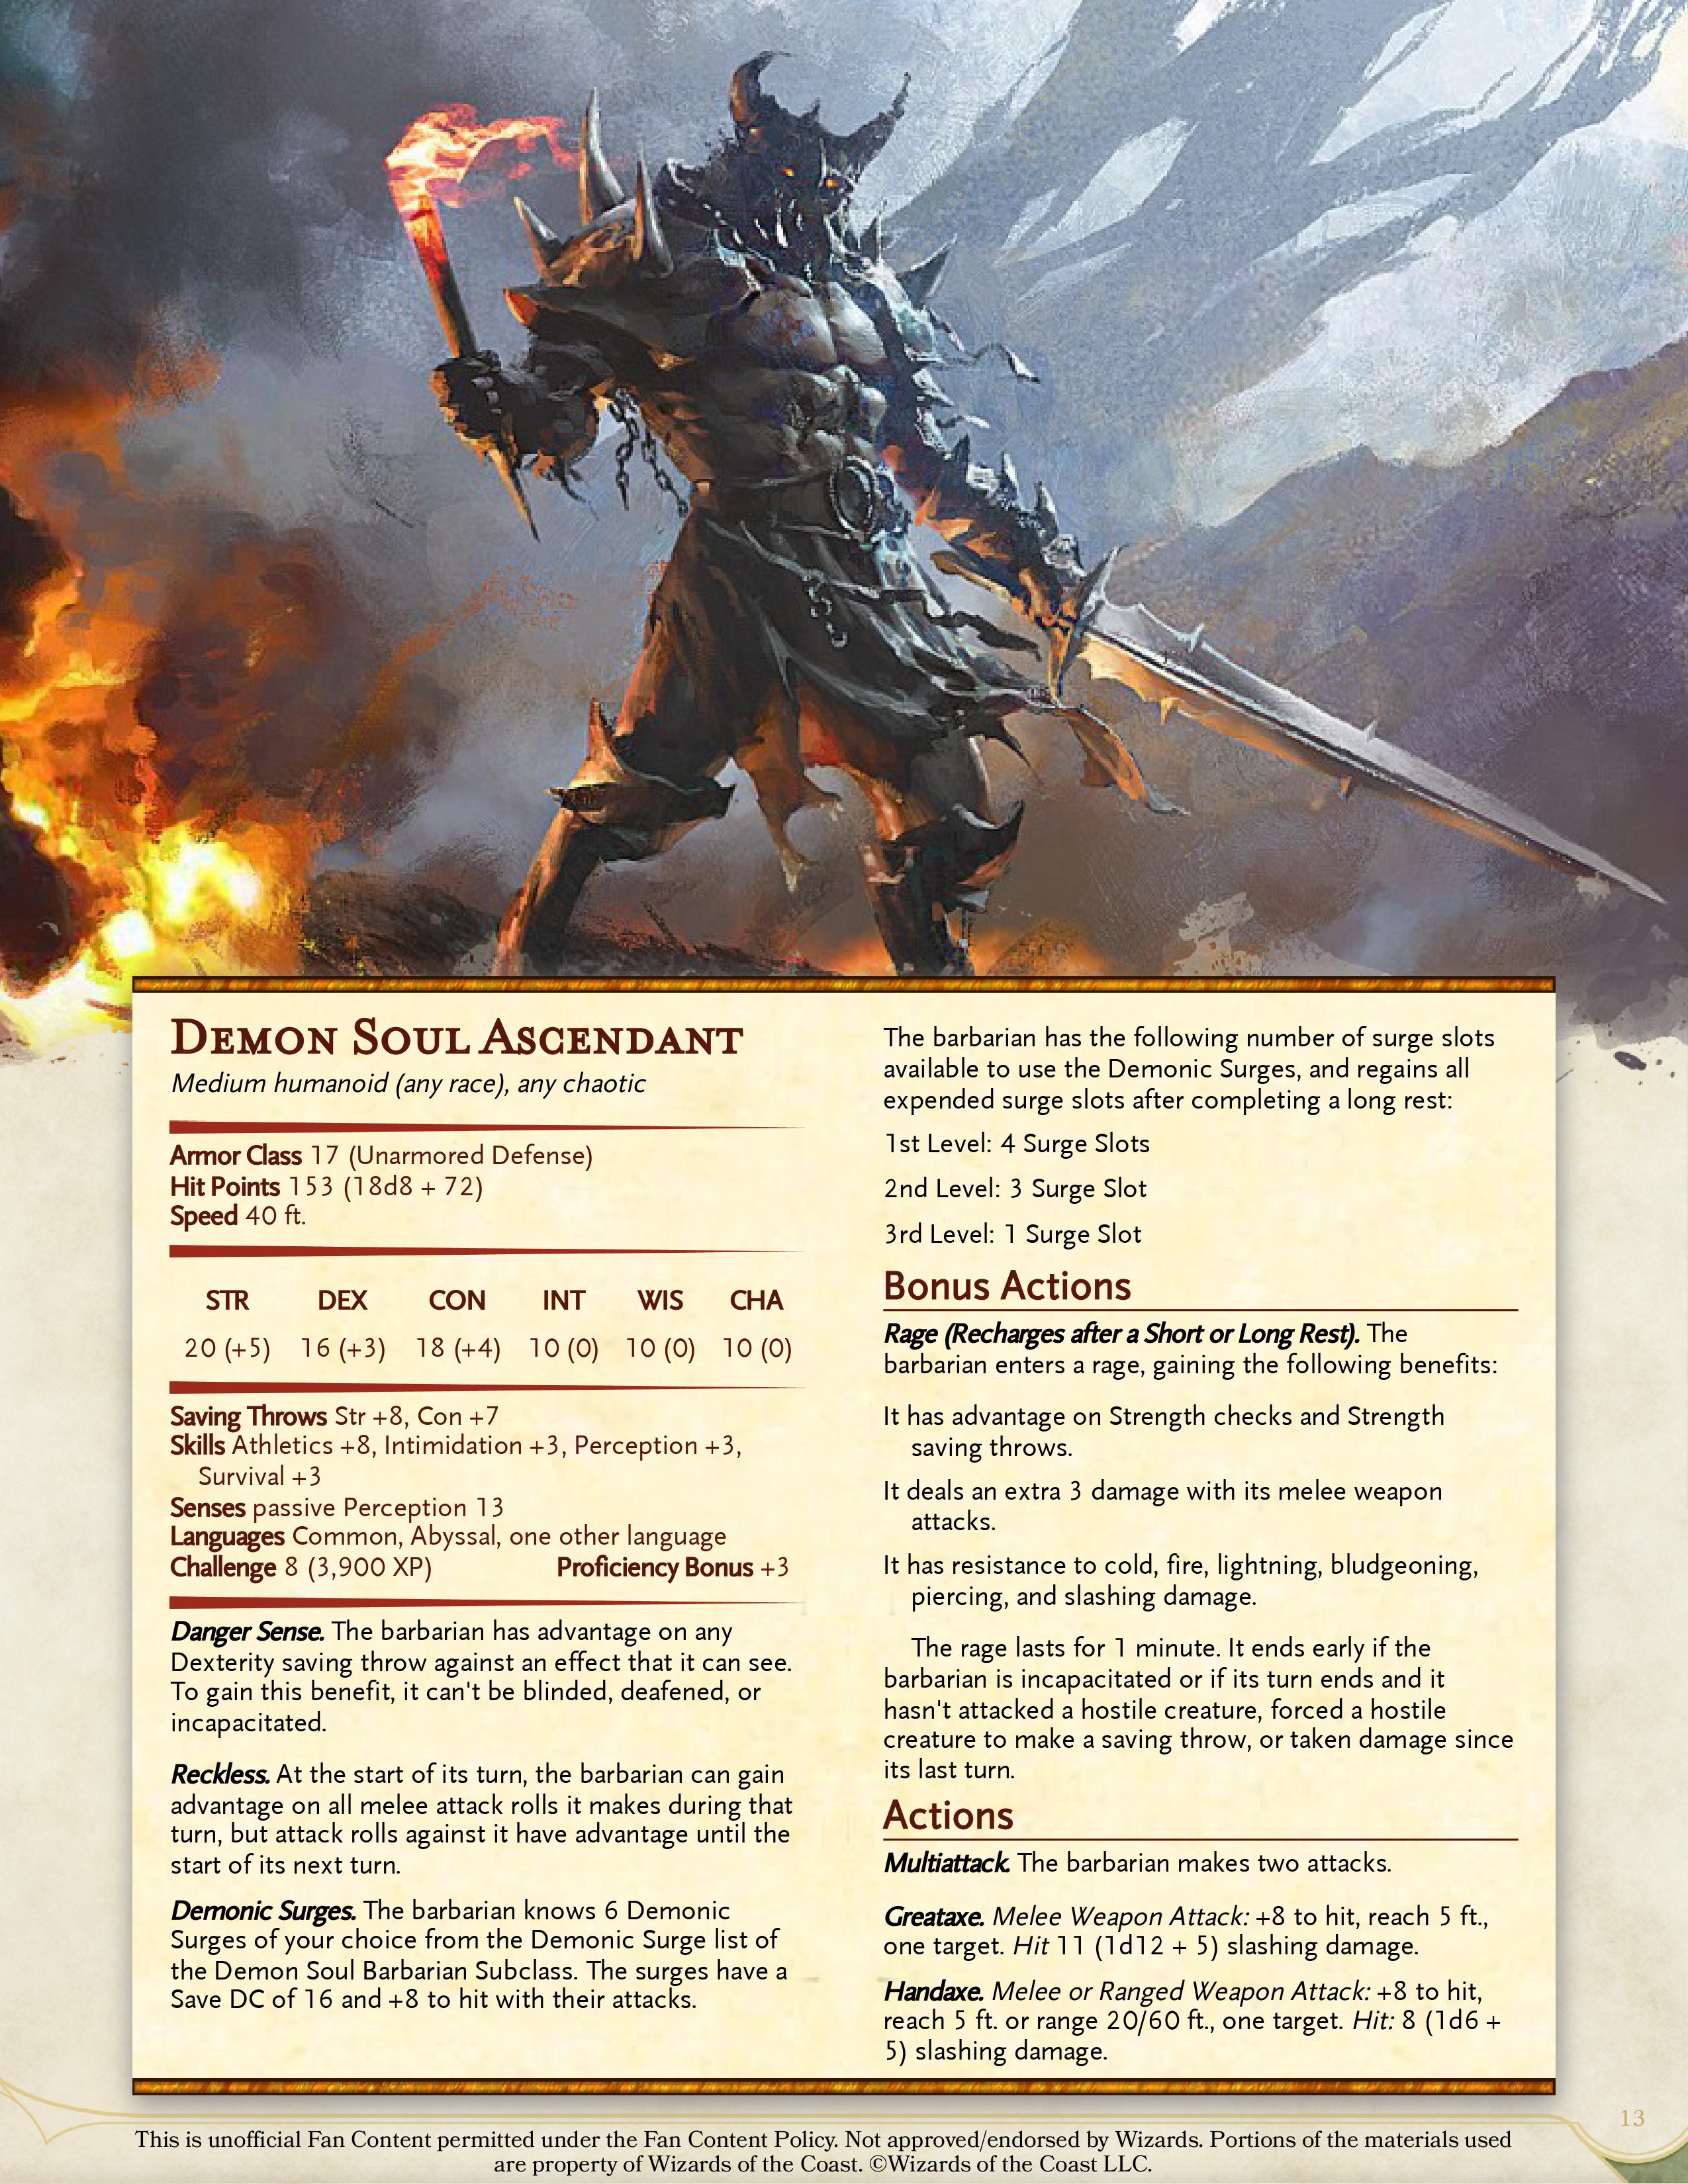 Demon Soul Ascendant
Medium humanoid (any race), any chaotic
Armor Class 17 (Unarmored Defense)
Hit Points 153 (18d8 + 72)
Speed 40 ft.
STR DEX CON INT WIS CHA
20 (+5) 16 (+3) 18 (+4) 10 (0) 10 (0) 10 (0)
Saving Throws Str +8, Con +7
Skills Athletics +8, Intimidation +3, Perception +3,
Survival +3
Senses passive Perception 13
Languages Common, Abyssal, one other language
Challenge 8 (3,900 XP) Proficiency Bonus +3
Danger Sense. The barbarian has advantage on any
Dexterity saving throw against an effect that it can see.
To gain this benefit, it can't be blinded, deafened, or
incapacitated.
Reckless. At the start of its turn, the barbarian can gain
advantage on all melee attack rolls it makes during that
turn, but attack rolls against it have advantage until the
start of its next turn.
Demonic Surges. The barbarian knows 6 Demonic
Surges of your choice from the Demonic Surge list of
the Demon Soul Barbarian Subclass. The surges have a
Save DC of 16 and +8 to hit with their attacks.
The barbarian has the following number of surge slots
available to use the Demonic Surges, and regains all
expended surge slots after completing a long rest:
1st Level: 4 Surge Slots
2nd Level: 3 Surge Slot
3rd Level: 1 Surge Slot
Bonus Actions
Rage (Recharges after a Short or Long Rest). The
barbarian enters a rage, gaining the following benefits:
It has advantage on Strength checks and Strength
saving throws.
It deals an extra 3 damage with its melee weapon
attacks.
It has resistance to cold, fire, lightning, bludgeoning,
piercing, and slashing damage.
The rage lasts for 1 minute. It ends early if the
barbarian is incapacitated or if its turn ends and it
hasn't attacked a hostile creature, forced a hostile
creature to make a saving throw, or taken damage since
its last turn.
Actions
Multiattack. The barbarian makes two attacks.
Greataxe. Melee Weapon Attack: +8 to hit, reach 5 ft.,
one target. Hit 11 (1d12 + 5) slashing damage.
Handaxe. Melee or Ranged Weapon Attack: +8 to hit,
reach 5 ft. or range 20/60 ft., one target. Hit: 8 (1d6 +
5) slashing damage.
13
This is unofficial Fan Content permitted under the Fan Content Policy. Not approved/endorsed by Wizards. Portions of the materials used
are property of Wizards of the Coast. ©Wizards of the Coast LLC.